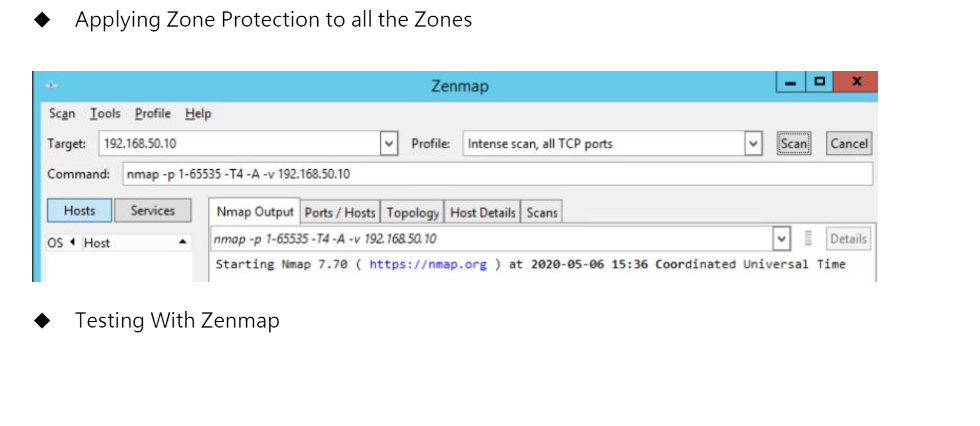 ◆ Applying Zone Protection to all the Zones
Zenmap
Scan Tools Profile Help
Target: 192.168.50.10 Profile: Intense scan, all TCP ports Scan Cancel
Command: nmap -p 1-65535 -T4 -A -v 192.168.50.10
Hosts Services Nmap Output Ports / Hosts Topology Host Details Scans
OS Host nmap -p 1-65535 -T4 -A -v 192.168.50.10 Details
Starting Nmap 7.70 ( https://nmap.org ) at 2020-05-06 15:36 Coordinated Universal Time
◆ Testing With Zenmap